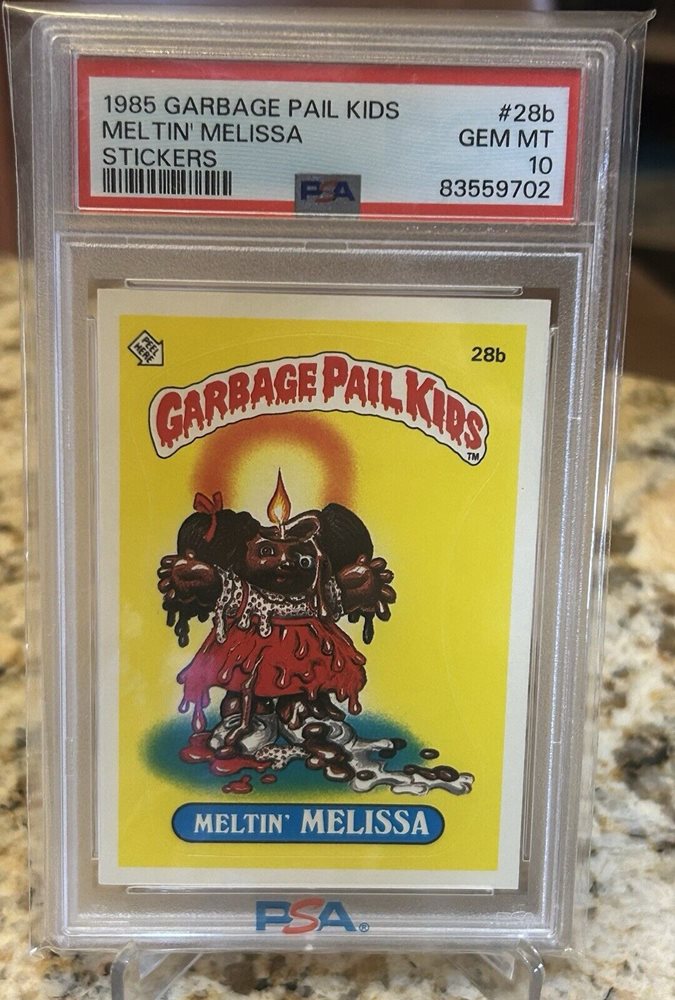 1985 GARBAGE PAIL KIDS #28b
MELTIN' MELISSA GEM MT
STICKERS 10
PSA 83559702
PEEL HERE
28b
GARBAGE PAIL KIDS
TM
MELTIN' MELISSA
PSA®